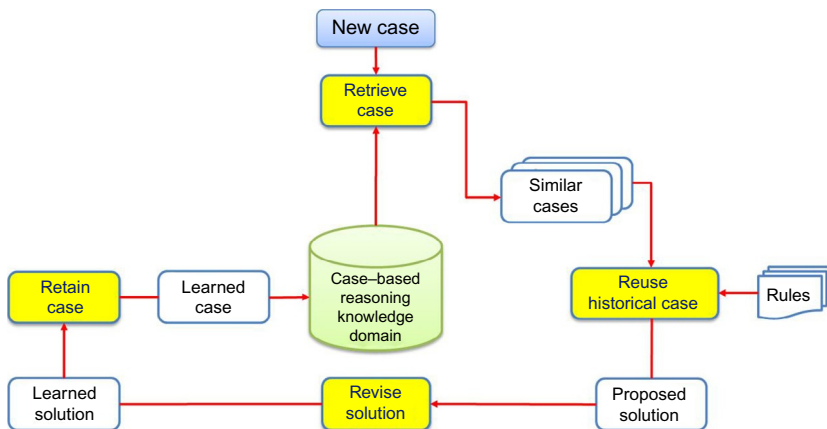 New case
Retrieve
case
Similar
cases
Case–based
reasoning
knowledge
domain
Retain
case
Learned
case
Reuse
historical case
Rules
Learned
solution
Revise
solution
Proposed
solution